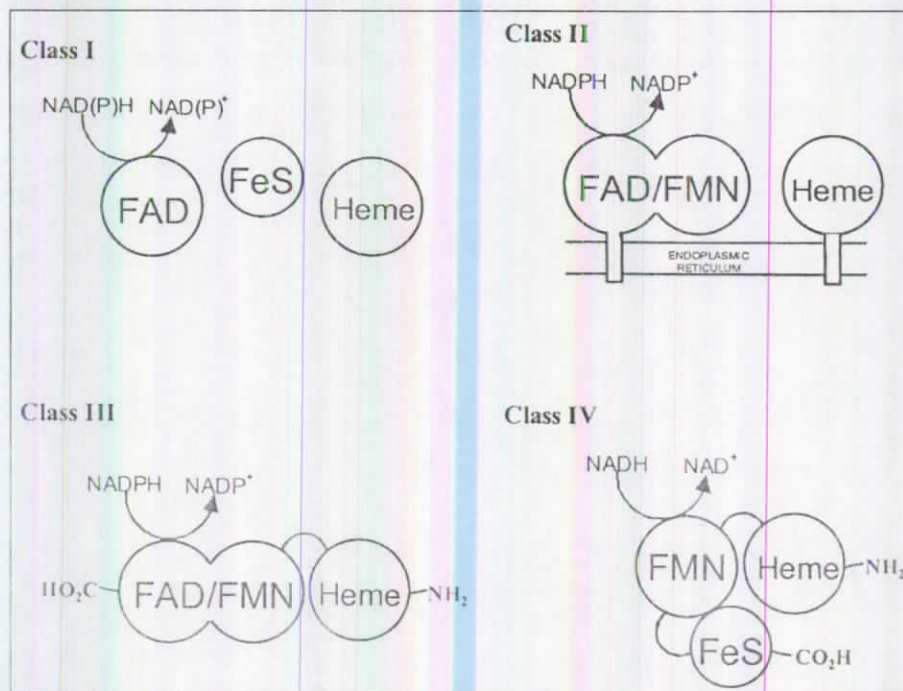 Class I
NAD(P)H NAD(P)⁺
FAD
FeS
Heme
Class II
NADPH NADP⁺
FAD/FMN
Heme
ENDOPLASMIC
RETICULUM
Class III
NADPH NADP⁺
HO₂C
FAD/FMN
Heme
NH₂
Class IV
NADH NAD⁺
FMN
Heme
NH₂
FeS
CO₂H